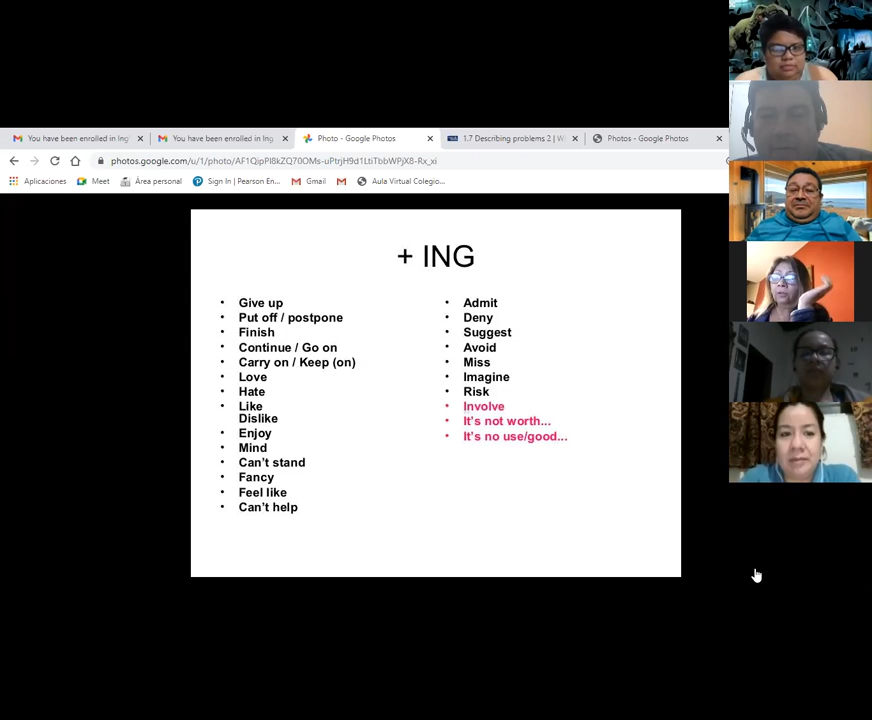 You have been enrolled in Ing
You have been enrolled in Ing
Photo - Google Photos
1.7 Describing problems 2 | W
Photos - Google Photos
photos.google.com/u/1/photo/AF1QipPl8kZQ70OMs-uPtrjH9d1LtiTbbWPjX8-Rx_xi
Aplicaciones
Meet
Área personal
Sign In | Pearson En...
Gmail
Aula Virtual Colegio...
+ ING
Give up
Put off / postpone
Finish
Continue / Go on
Carry on / Keep (on)
Love
Hate
Like
Dislike
Enjoy
Mind
Can't stand
Fancy
Feel like
Can't help
Admit
Deny
Suggest
Avoid
Miss
Imagine
Risk
Involve
It's not worth...
It's no use/good...